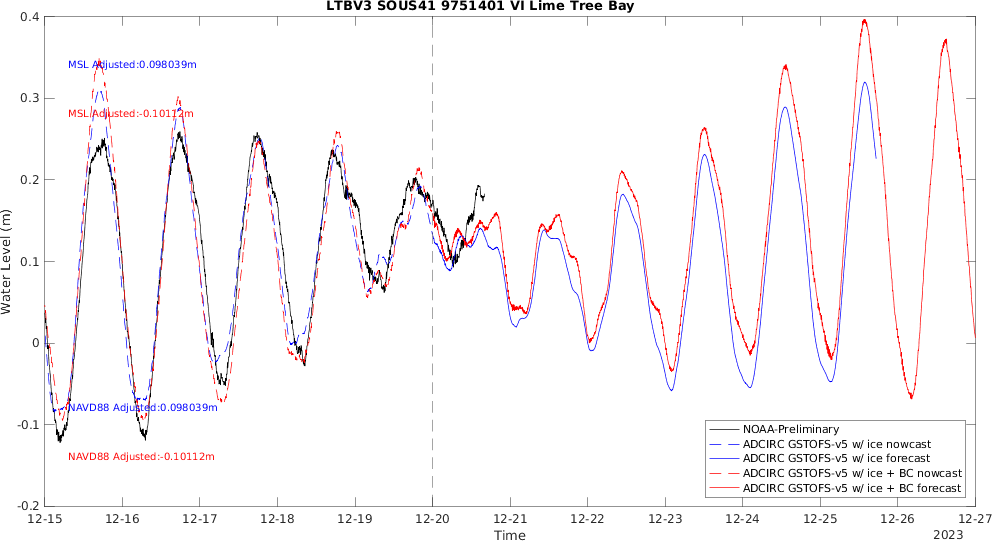 LTBV3 SOUS41 9751401 VI Lime Tree Bay
Water Level (m)
0.4
0.3
0.2
0.1
0
-0.1
-0.2
MSL Adjusted:0.098039m
MSL Adjusted:-0.10112m
NAVD88 Adjusted:0.098039m
NAVD88 Adjusted:-0.10112m
NOAA-Preliminary
ADCIRC GSTOFS-v5 w/ ice nowcast
ADCIRC GSTOFS-v5 w/ ice forecast
ADCIRC GSTOFS-v5 w/ ice + BC nowcast
ADCIRC GSTOFS-v5 w/ ice + BC forecast
12-15 12-16 12-17 12-18 12-19 12-20 12-21 12-22 12-23 12-24 12-25 12-26 12-27
Time
2023